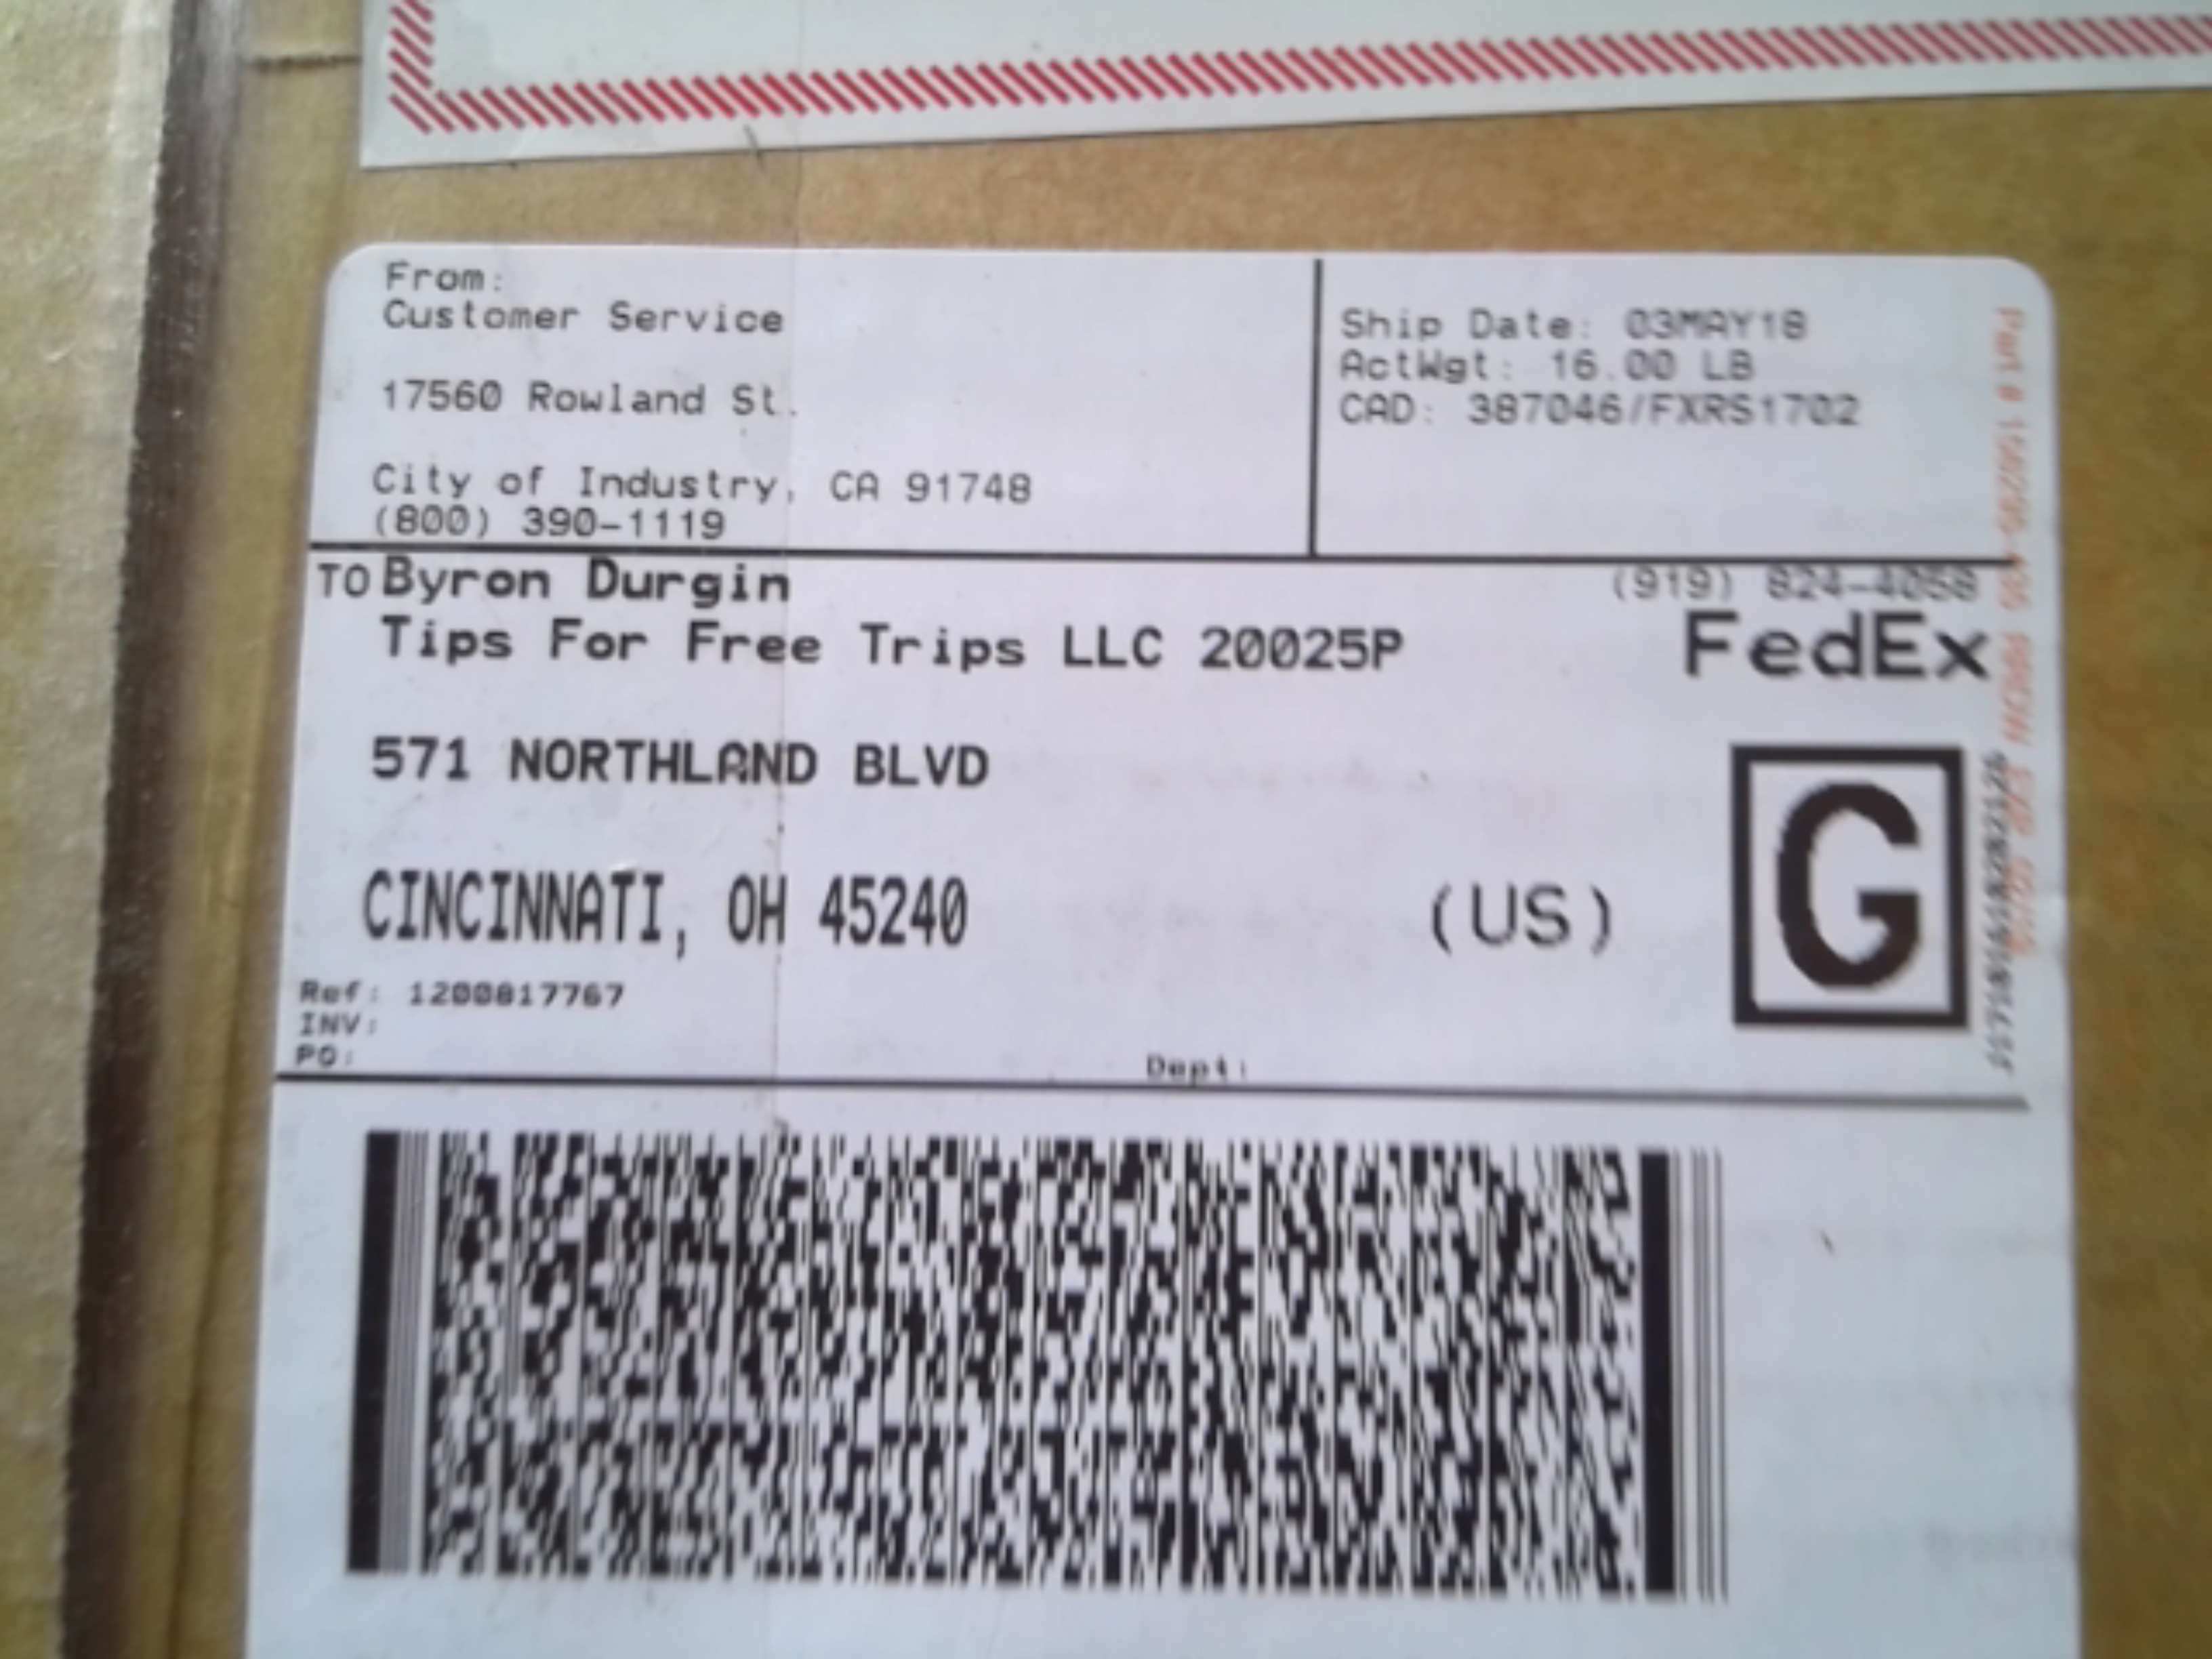 From:
Customer Service
17560 Rowland St.
City of Industry, CA 91748
(800) 390-1119
Ship Date: 03MAY18
ActWgt: 16.00 LB
CAD: 387046/FXRS1702
TO Byron Durgin
(919) 824-4058
Tips For Free Trips LLC 20025P
FedEx
571 NORTHLAND BLVD
G
CINCINNATI, OH 45240
(US)
Ref: 1200817767
INV:
PO:
Dept:
Part #